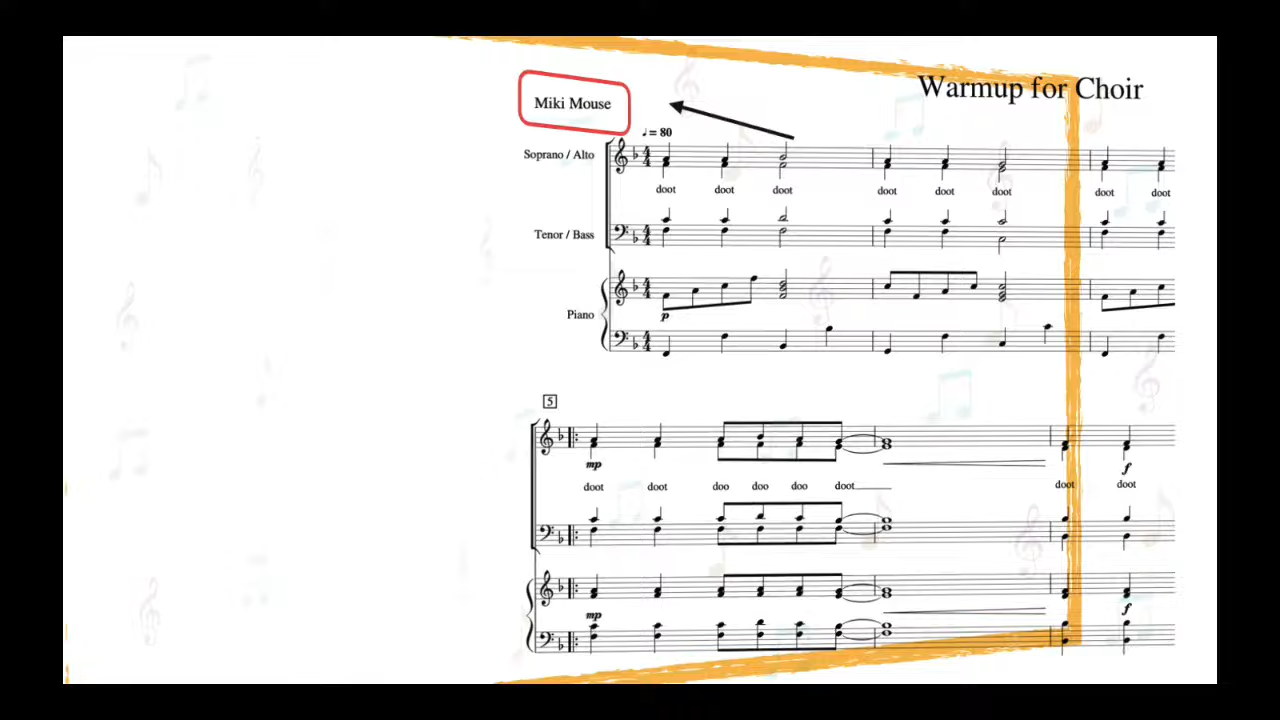 Warmup for Choir
Miki Mouse
♩ = 80
Soprano / Alto
doot doot doot doot doot doot doot doot
Tenor / Bass
Piano
p
5
mp
doot doot doo doo doo doot____ doot doot
f
mp
f